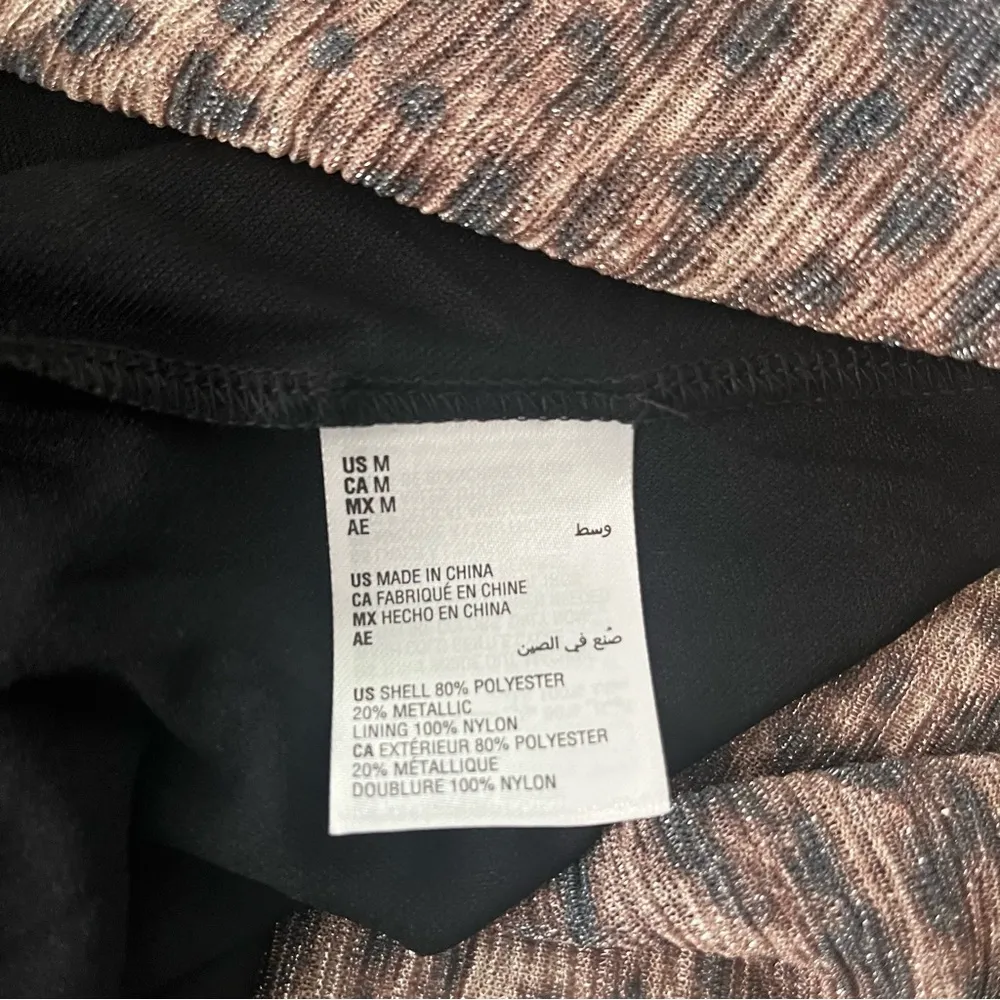 US M
CA M
MX M
AE وسط
US MADE IN CHINA
CA FABRIQUÉ EN CHINE
MX HECHO EN CHINA
AE صُنع في الصين
US SHELL 80% POLYESTER
20% METALLIC
LINING 100% NYLON
CA EXTÉRIEUR 80% POLYESTER
20% MÉTALLIQUE
DOUBLURE 100% NYLON